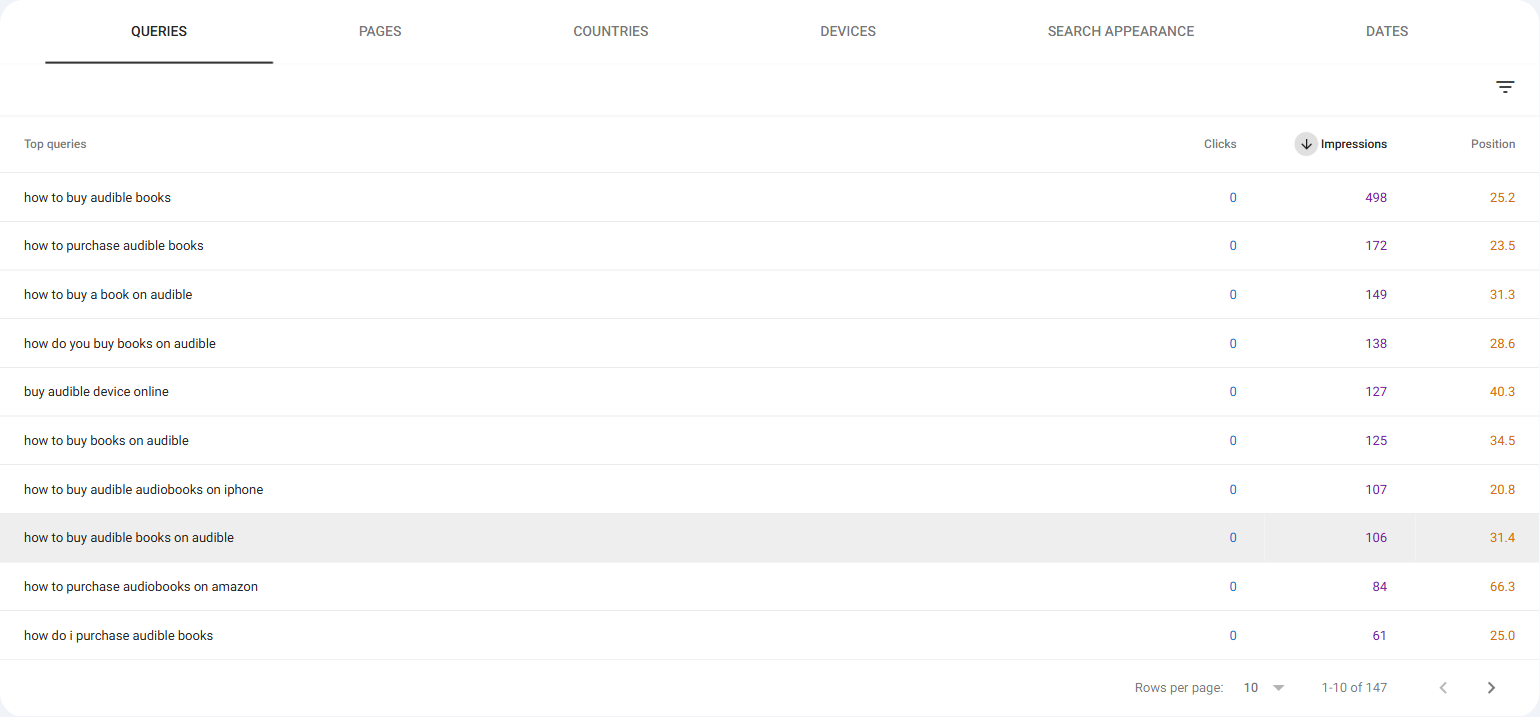 QUERIES PAGES COUNTRIES DEVICES SEARCH APPEARANCE DATES
Top queries Clicks Impressions Position
how to buy audible books 0 498 25.2
how to purchase audible books 0 172 23.5
how to buy a book on audible 0 149 31.3
how do you buy books on audible 0 138 28.6
buy audible device online 0 127 40.3
how to buy books on audible 0 125 34.5
how to buy audible audiobooks on iphone 0 107 20.8
how to buy audible books on audible 0 106 31.4
how to purchase audiobooks on amazon 0 84 66.3
how do i purchase audible books 0 61 25.0
Rows per page: 10 1-10 of 147